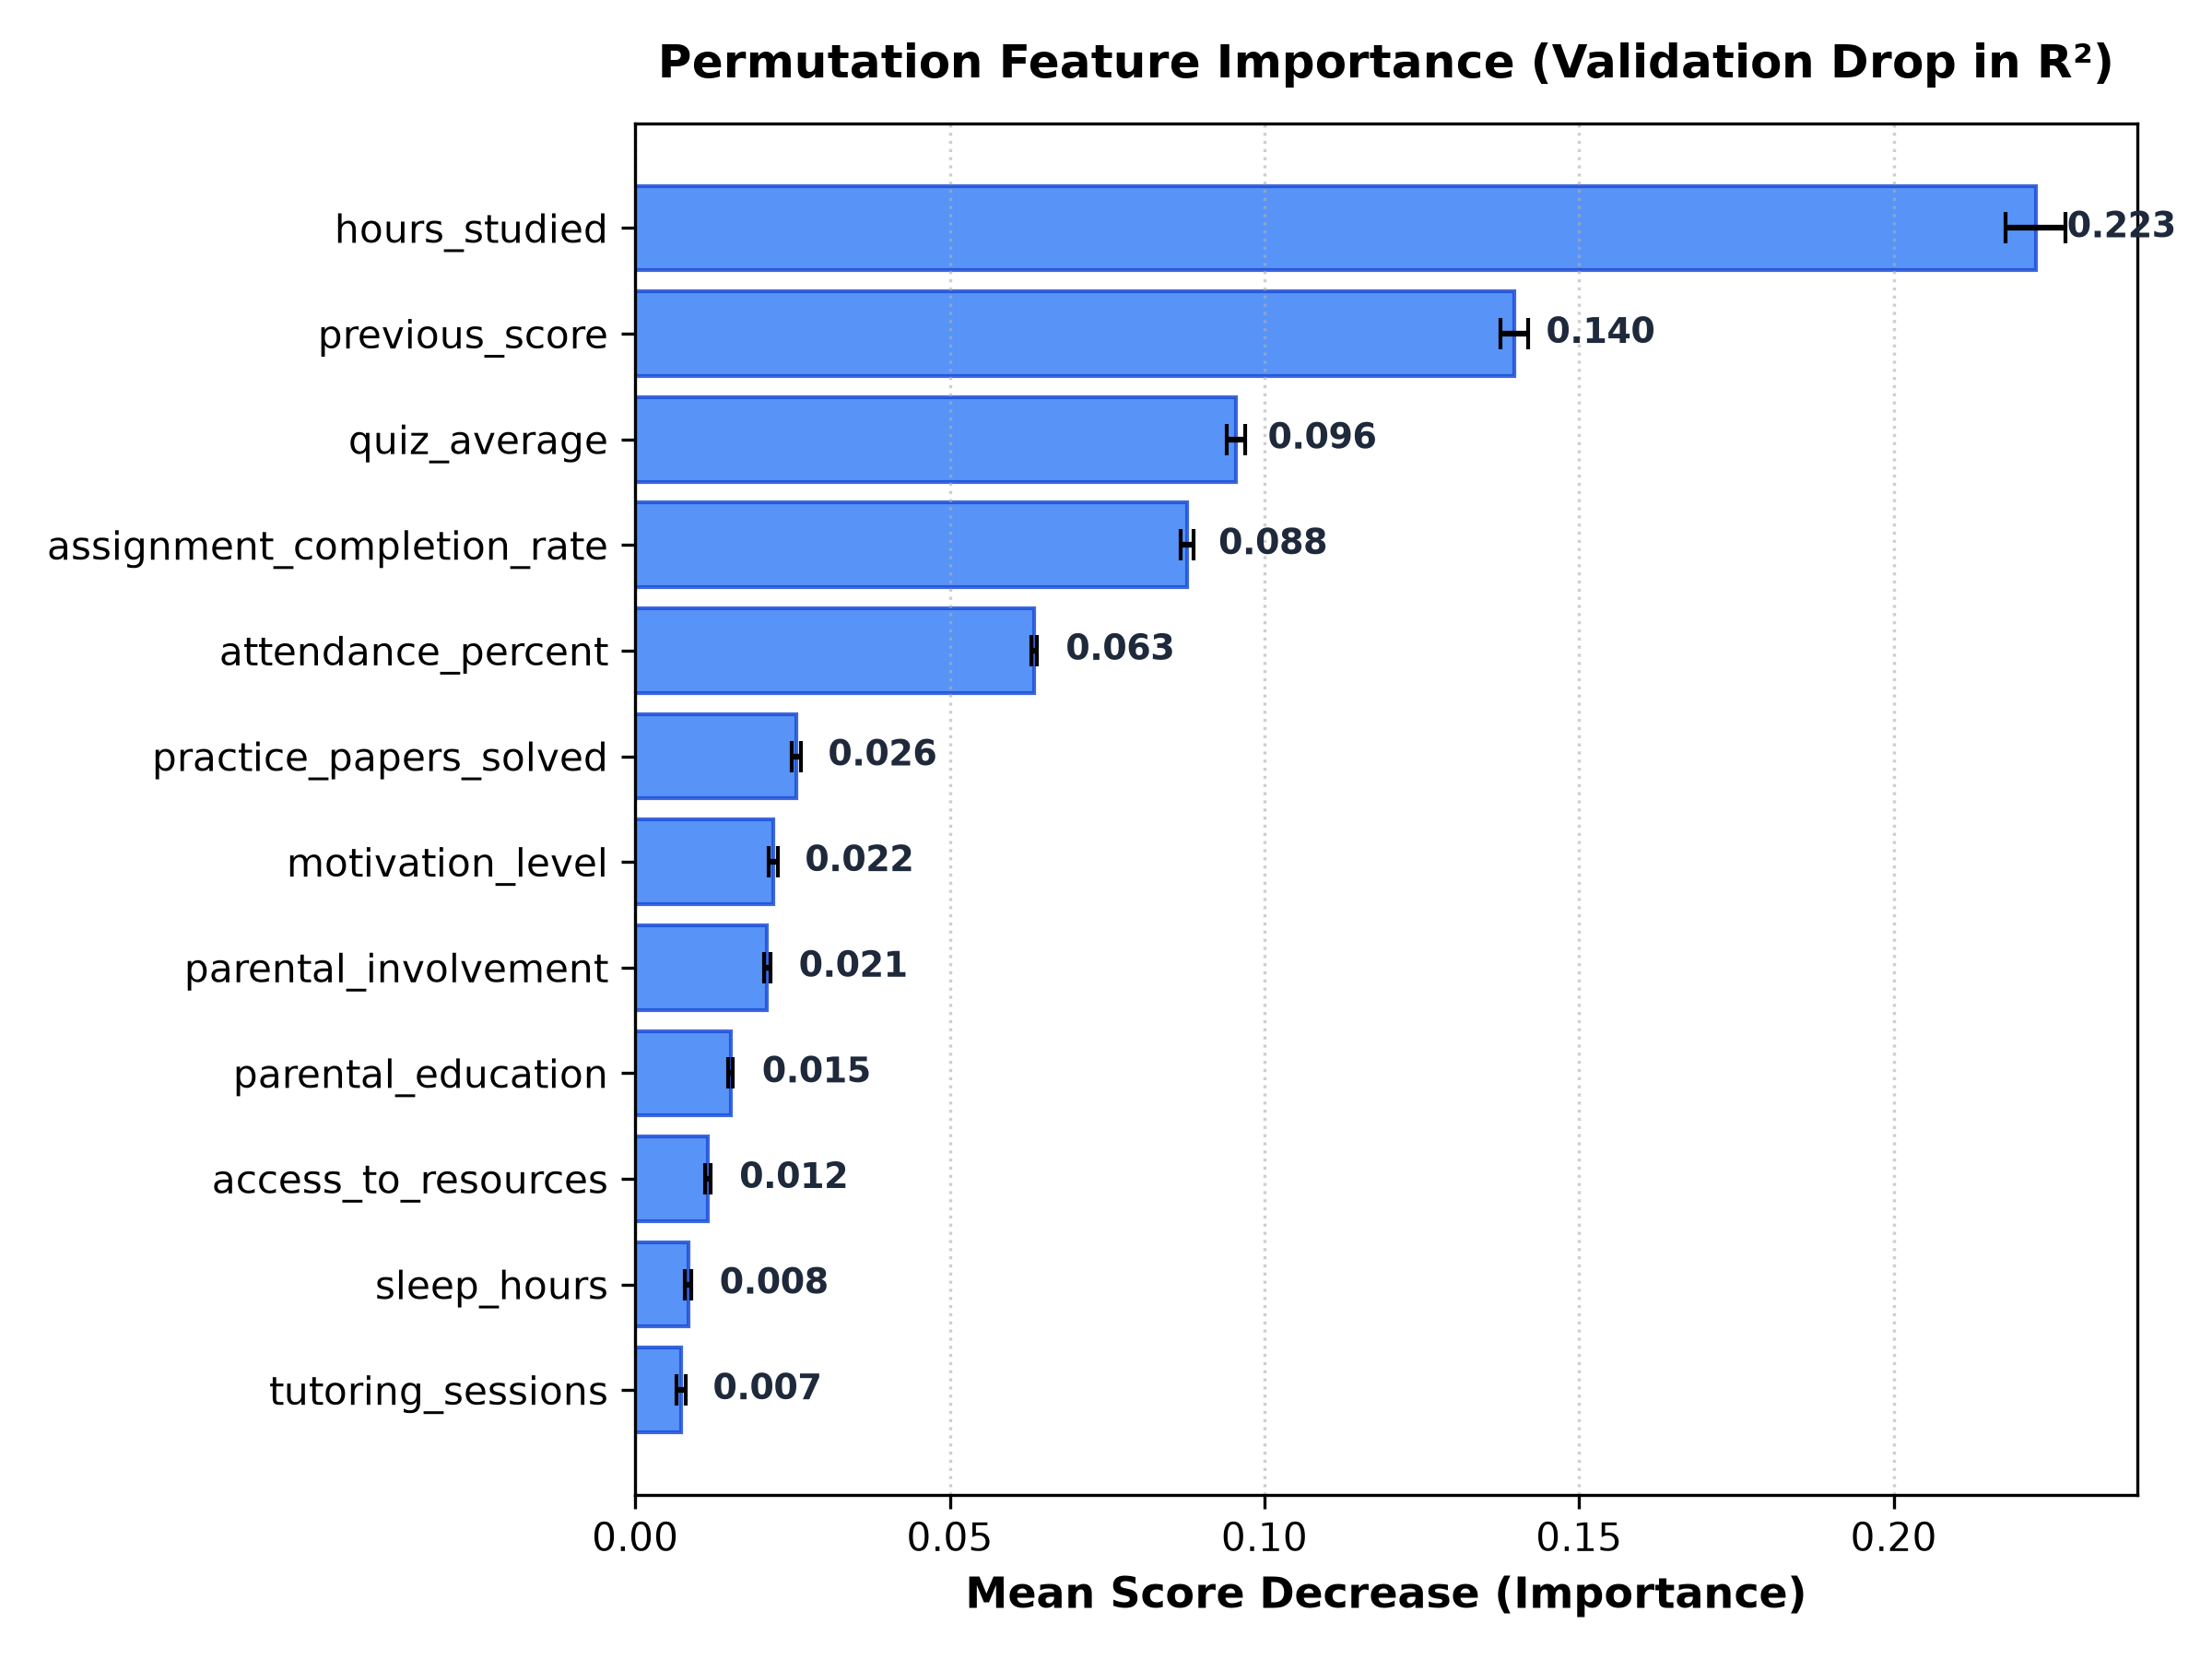 Permutation Feature Importance (Validation Drop in R²)
hours_studied 0.223
previous_score 0.140
quiz_average 0.096
assignment_completion_rate 0.088
attendance_percent 0.063
practice_papers_solved 0.026
motivation_level 0.022
parental_involvement 0.021
parental_education 0.015
access_to_resources 0.012
sleep_hours 0.008
tutoring_sessions 0.007
0.00 0.05 0.10 0.15 0.20
Mean Score Decrease (Importance)